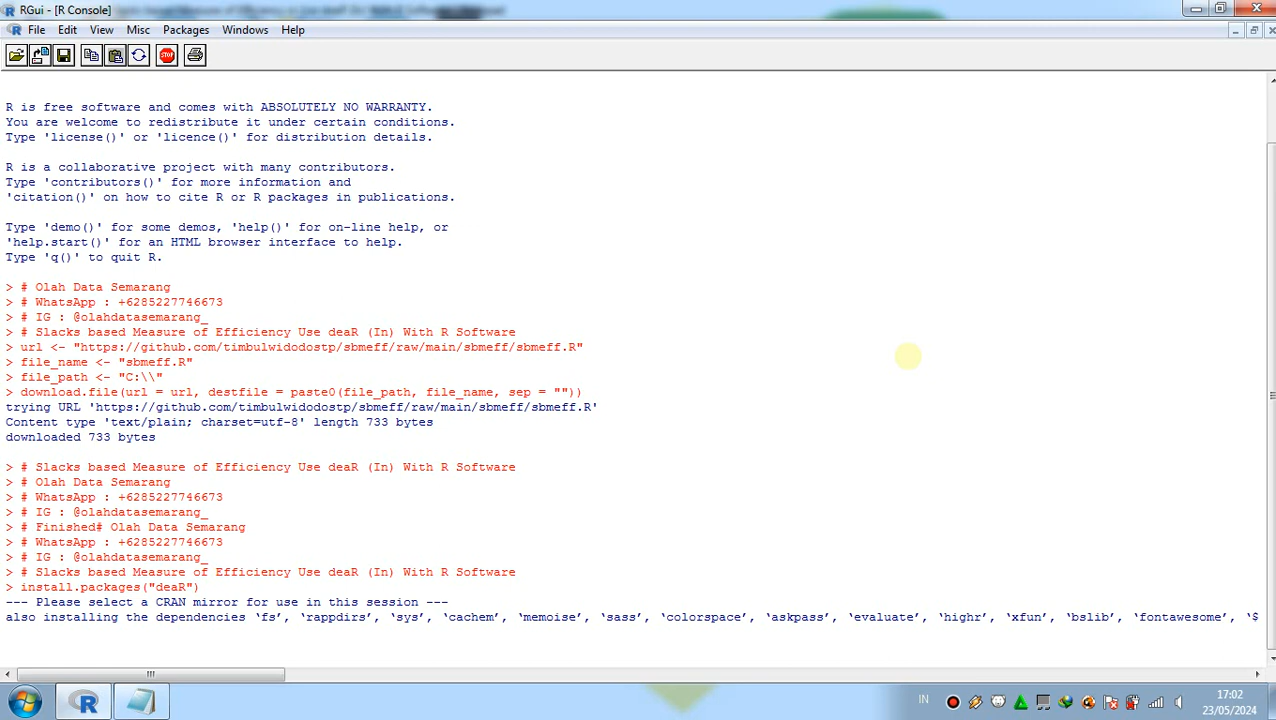 RGui - [R Console]
File Edit View Misc Packages Windows Help
STOP
R is free software and comes with ABSOLUTELY NO WARRANTY.
You are welcome to redistribute it under certain conditions.
Type 'license()' or 'licence()' for distribution details.
R is a collaborative project with many contributors.
Type 'contributors()' for more information and
'citation()' on how to cite R or R packages in publications.
Type 'demo()' for some demos, 'help()' for on-line help, or
'help.start()' for an HTML browser interface to help.
Type 'q()' to quit R.
> # Olah Data Semarang
> # WhatsApp : +6285227746673
> # IG : @olahdatasemarang_
> # Slacks based Measure of Efficiency Use deaR (In) With R Software
> url <- "https://github.com/timbulwidodostp/sbmeff/raw/main/sbmeff/sbmeff.R"
> file_name <- "sbmeff.R"
> file_path <- "C:\\"
> download.file(url = url, destfile = paste0(file_path, file_name, sep = ""))
trying URL 'https://github.com/timbulwidodostp/sbmeff/raw/main/sbmeff/sbmeff.R'
Content type 'text/plain; charset=utf-8' length 733 bytes
downloaded 733 bytes
> # Slacks based Measure of Efficiency Use deaR (In) With R Software
> # Olah Data Semarang
> # WhatsApp : +6285227746673
> # IG : @olahdatasemarang_
> # Finished# Olah Data Semarang
> # WhatsApp : +6285227746673
> # IG : @olahdatasemarang_
> # Slacks based Measure of Efficiency Use deaR (In) With R Software
> install.packages("deaR")
--- Please select a CRAN mirror for use in this session ---
also installing the dependencies ‘fs’, ‘rappdirs’, ‘sys’, ‘cachem’, ‘memoise’, ‘sass’, ‘colorspace’, ‘askpass’, ‘evaluate’, ‘highr’, ‘xfun’, ‘bslib’, ‘fontawesome’, ‘$
IN
17:02
23/05/2024